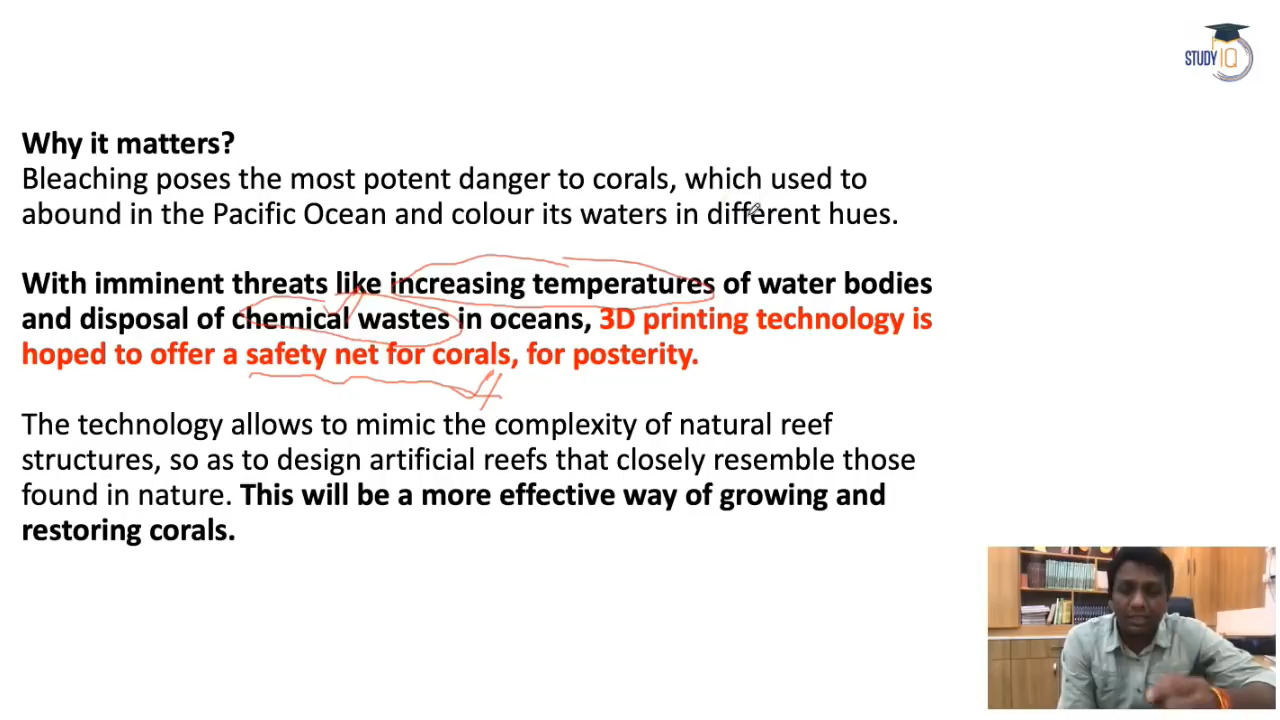 STUDY IQ
Why it matters?
Bleaching poses the most potent danger to corals, which used to
abound in the Pacific Ocean and colour its waters in different hues.
With imminent threats like increasing temperatures of water bodies
and disposal of chemical wastes in oceans, 3D printing technology is
hoped to offer a safety net for corals, for posterity.
The technology allows to mimic the complexity of natural reef
structures, so as to design artificial reefs that closely resemble those
found in nature. This will be a more effective way of growing and
restoring corals.